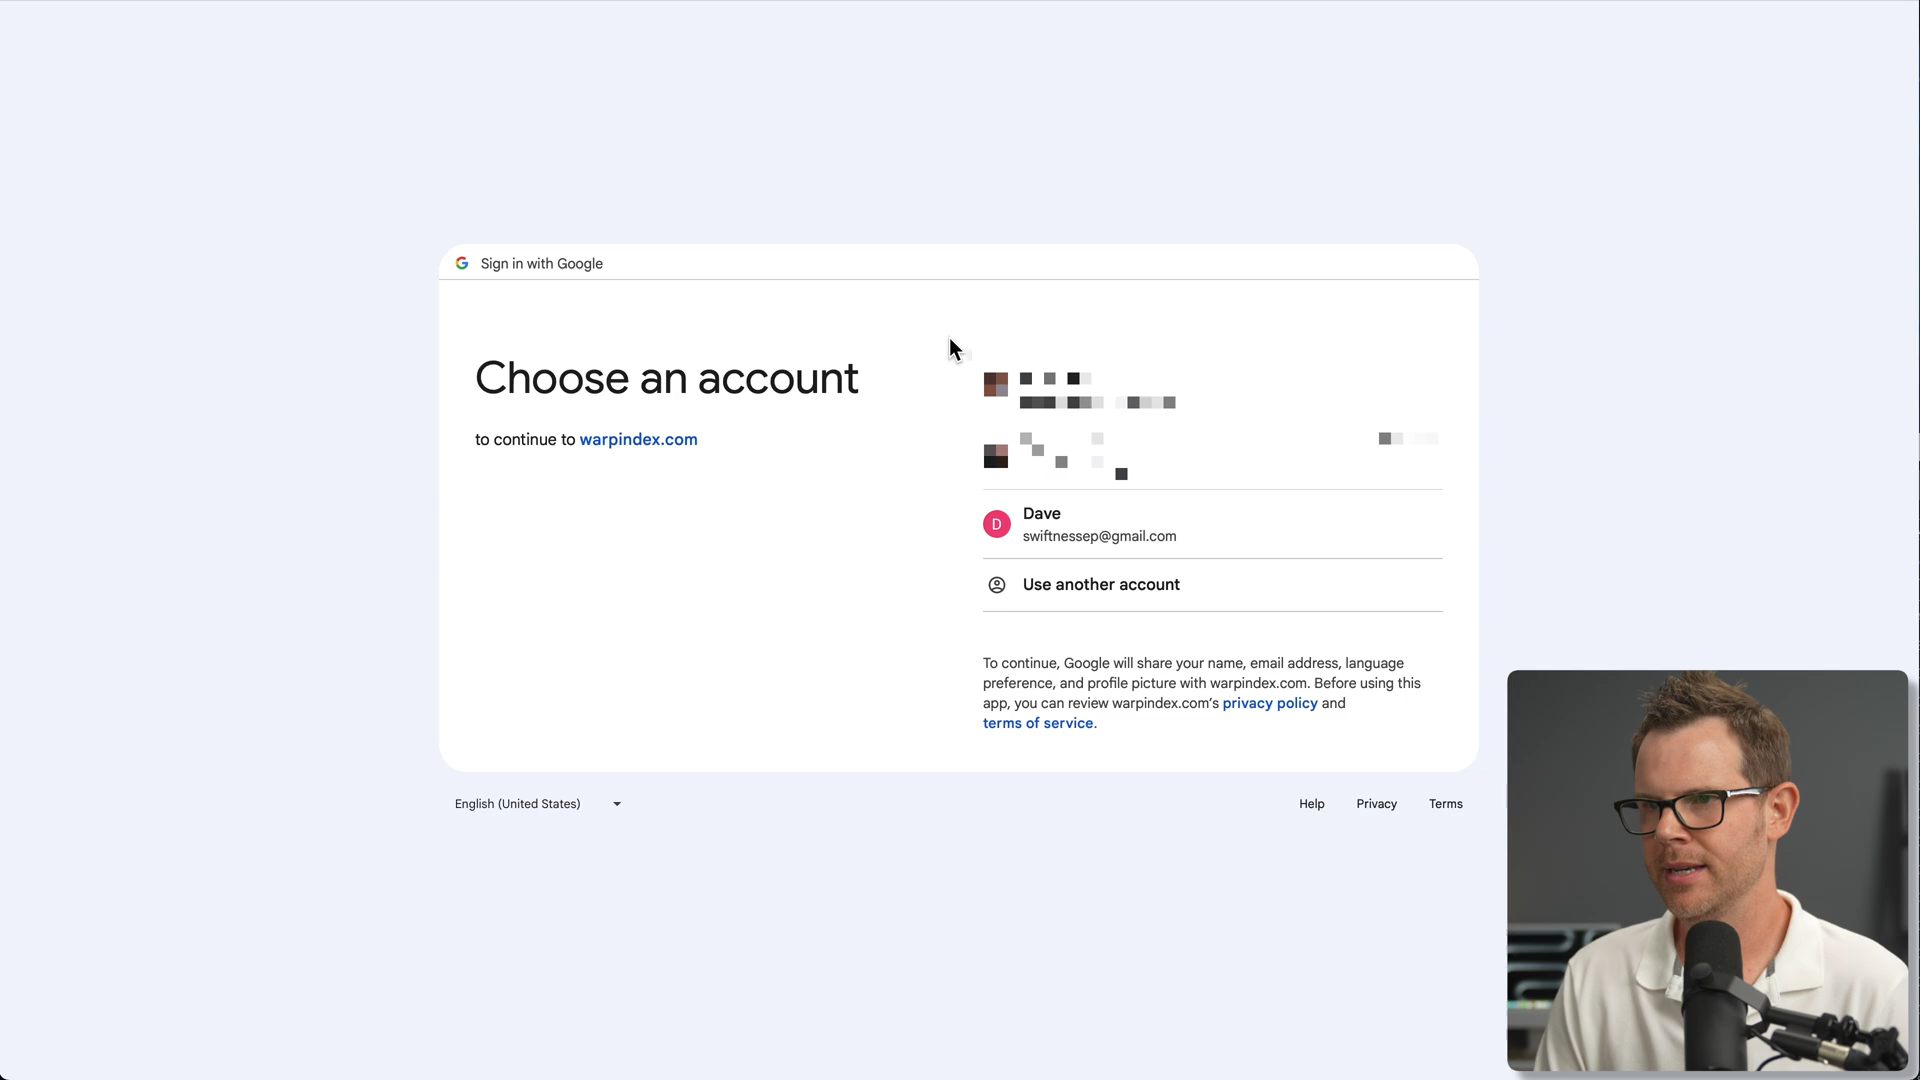 Sign in with Google
Choose an account
to continue to warpindex.com
Dave
swiftnessep@gmail.com
Use another account
To continue, Google will share your name, email address, language
preference, and profile picture with warpindex.com. Before using this
app, you can review warpindex.com’s privacy policy and
terms of service.
English (United States)
Help
Privacy
Terms
D